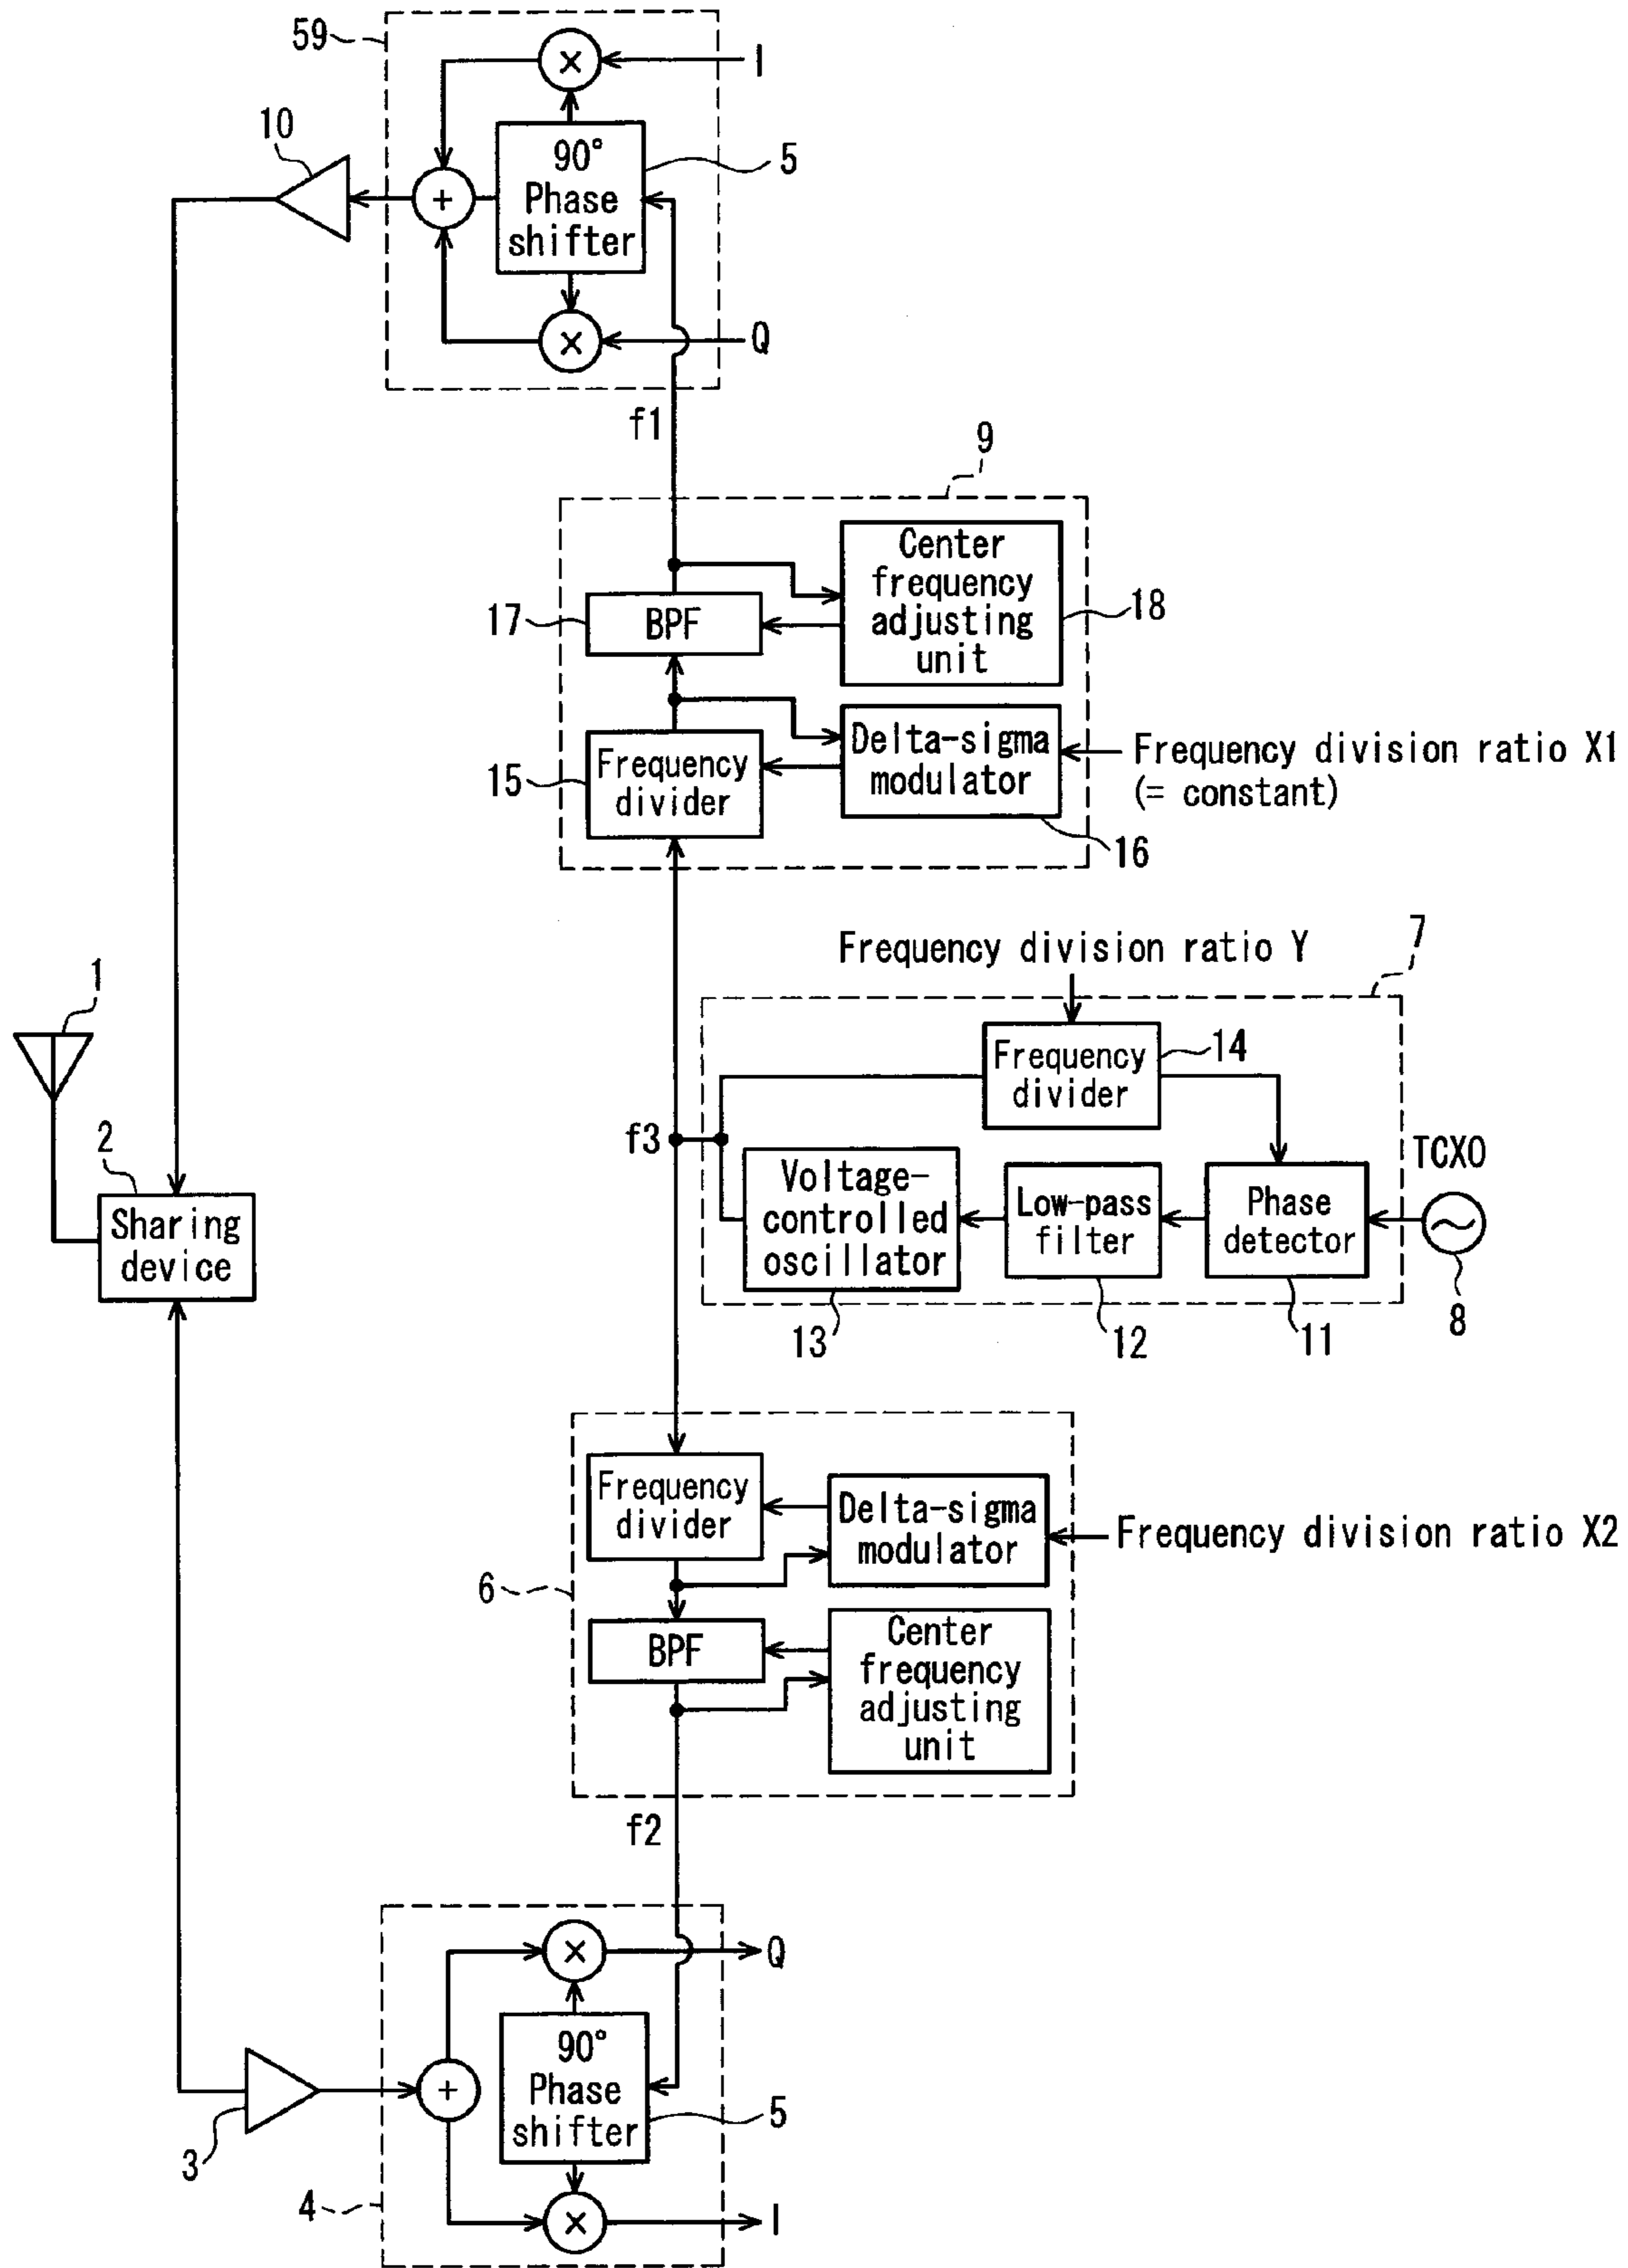 59
×
I
10
90°
Phase
shifter
5
+
×
Q
f1
9
Center
frequency
adjusting
unit
18
17
BPF
Delta-sigma
modulator
Frequency division ratio X1
(= constant)
15
Frequency
divider
16
Frequency division ratio Y
7
1
Frequency
divider
14
f3
TCXO
2
Voltage-
controlled
oscillator
Low-pass
filter
Phase
detector
Sharing
device
13
12
11
8
Frequency
divider
Delta-sigma
modulator
Frequency division ratio X2
6
BPF
Center
frequency
adjusting
unit
f2
×
Q
90°
Phase
shifter
+
5
3
4
×
I